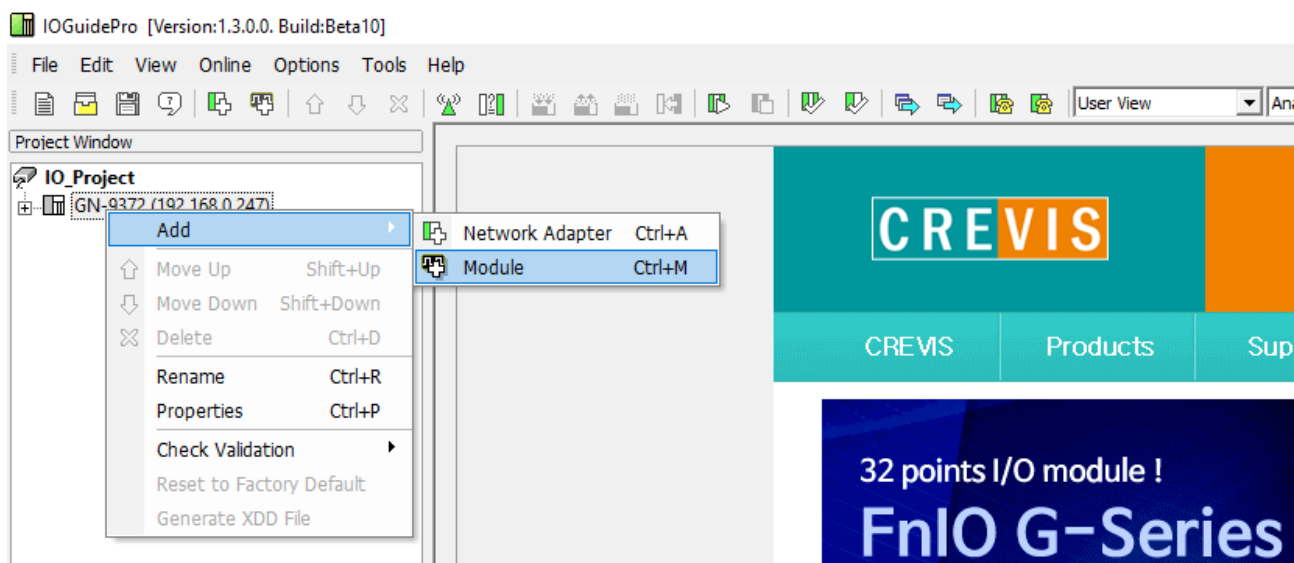 IOGuidePro [Version:1.3.0.0. Build:Beta10]
File Edit View Online Options Tools Help
User View
Ana
Project Window
IO_Project
GN-9372 (192.168.0.247)
Add
Network Adapter Ctrl+A
Module Ctrl+M
Move Up Shift+Up
Move Down Shift+Down
Delete Ctrl+D
Rename Ctrl+R
Properties Ctrl+P
Check Validation
Reset to Factory Default
Generate XDD File
CREVIS
CREVIS Products Sup
32 points I/O module !
FnIO G-Series